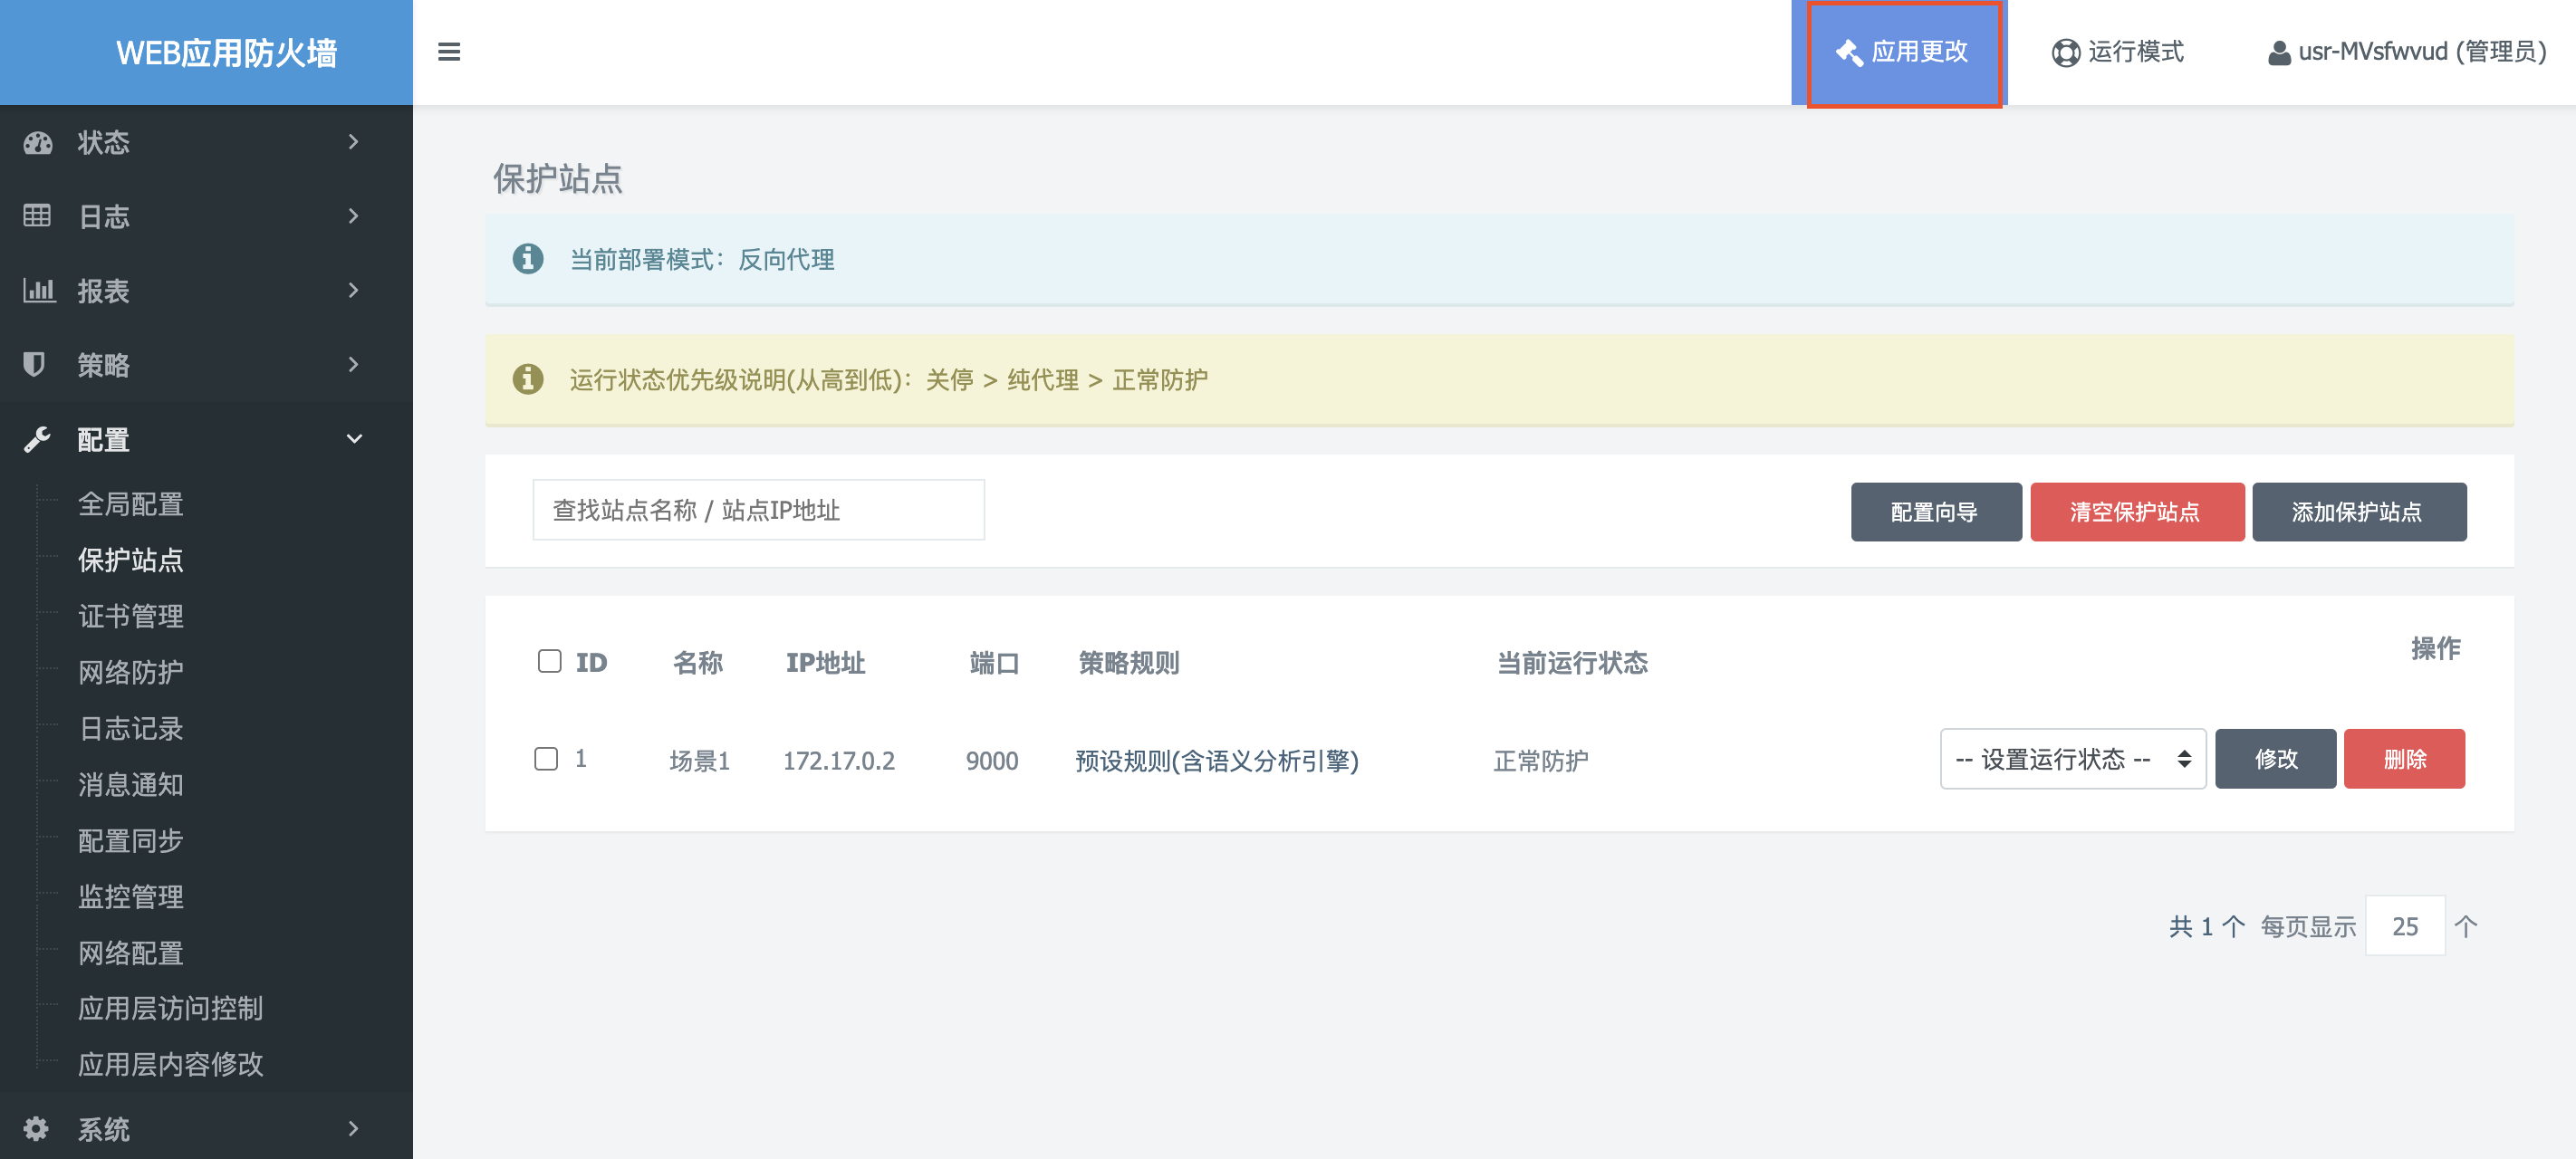 WEB应用防火墙
应用更改
运行模式
usr-MVsfwvud (管理员)
状态
日志
报表
策略
配置
全局配置
保护站点
证书管理
网络防护
日志记录
消息通知
配置同步
监控管理
网络配置
应用层访问控制
应用层内容修改
系统
保护站点
当前部署模式：反向代理
运行状态优先级说明(从高到低)：关停 > 纯代理 > 正常防护
查找站点名称 / 站点IP地址
配置向导 清空保护站点 添加保护站点
ID 名称 IP地址 端口 策略规则 当前运行状态 操作
1 场景1 172.17.0.2 9000 预设规则(含语义分析引擎) 正常防护 -- 设置运行状态 -- 修改 删除
共 1 个 每页显示 25 个